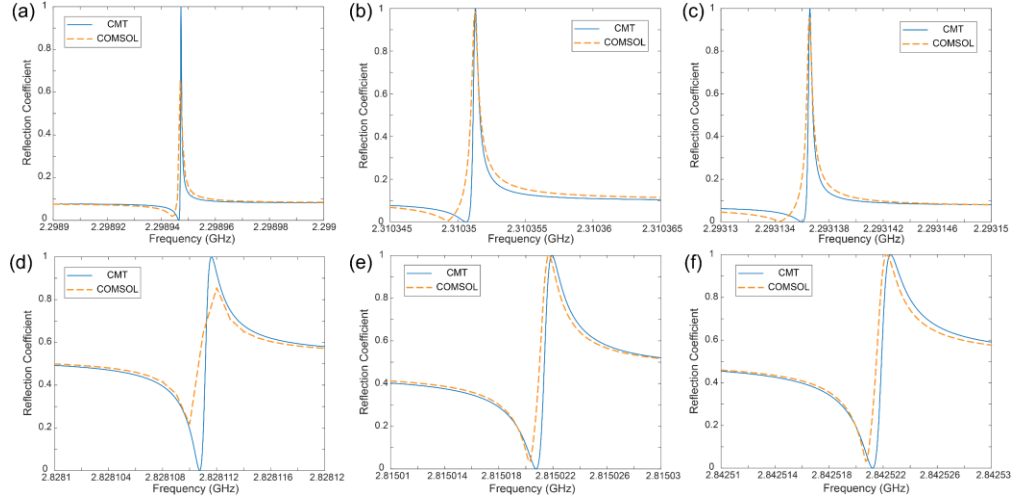 (a)
CMT
COMSOL
Reflection Coefficient
1
0.8
0.6
0.4
0.2
0
2.2989 2.29892 2.29894 2.29896 2.29898 2.299
Frequency (GHz)
(b)
CMT
COMSOL
Reflection Coefficient
1
0.8
0.6
0.4
0.2
0
2.310345 2.31035 2.310355 2.31036 2.310365
Frequency (GHz)
(c)
CMT
COMSOL
Reflection Coefficient
1
0.8
0.6
0.4
0.2
0
2.29313 2.293134 2.293138 2.293142 2.293146 2.29315
Frequency (GHz)
(d)
CMT
COMSOL
Reflection Coefficient
1
0.8
0.6
0.4
0.2
0
2.8281 2.828104 2.828108 2.828112 2.828116 2.82812
Frequency (GHz)
(e)
CMT
COMSOL
Reflection Coefficient
1
0.8
0.6
0.4
0.2
0
2.81501 2.815014 2.815018 2.815022 2.815026 2.81503
Frequency (GHz)
(f)
CMT
COMSOL
Reflection Coefficient
1
0.8
0.6
0.4
0.2
0
2.84251 2.842514 2.842518 2.842522 2.842526 2.84253
Frequency (GHz)